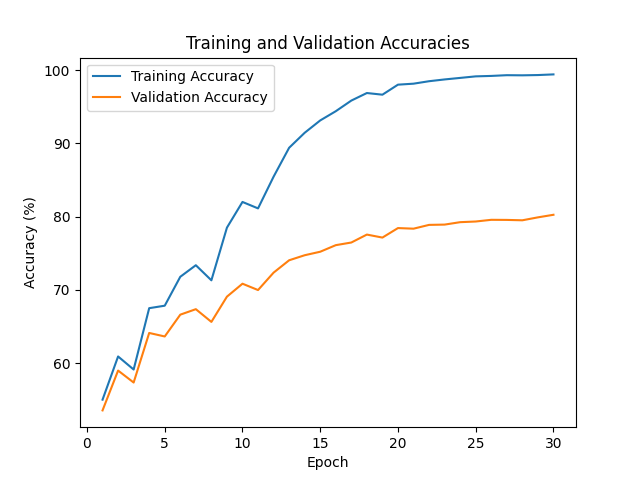 Training and Validation Accuracies
Training Accuracy
Validation Accuracy
Accuracy (%)
100
90
80
70
60
0 5 10 15 20 25 30
Epoch